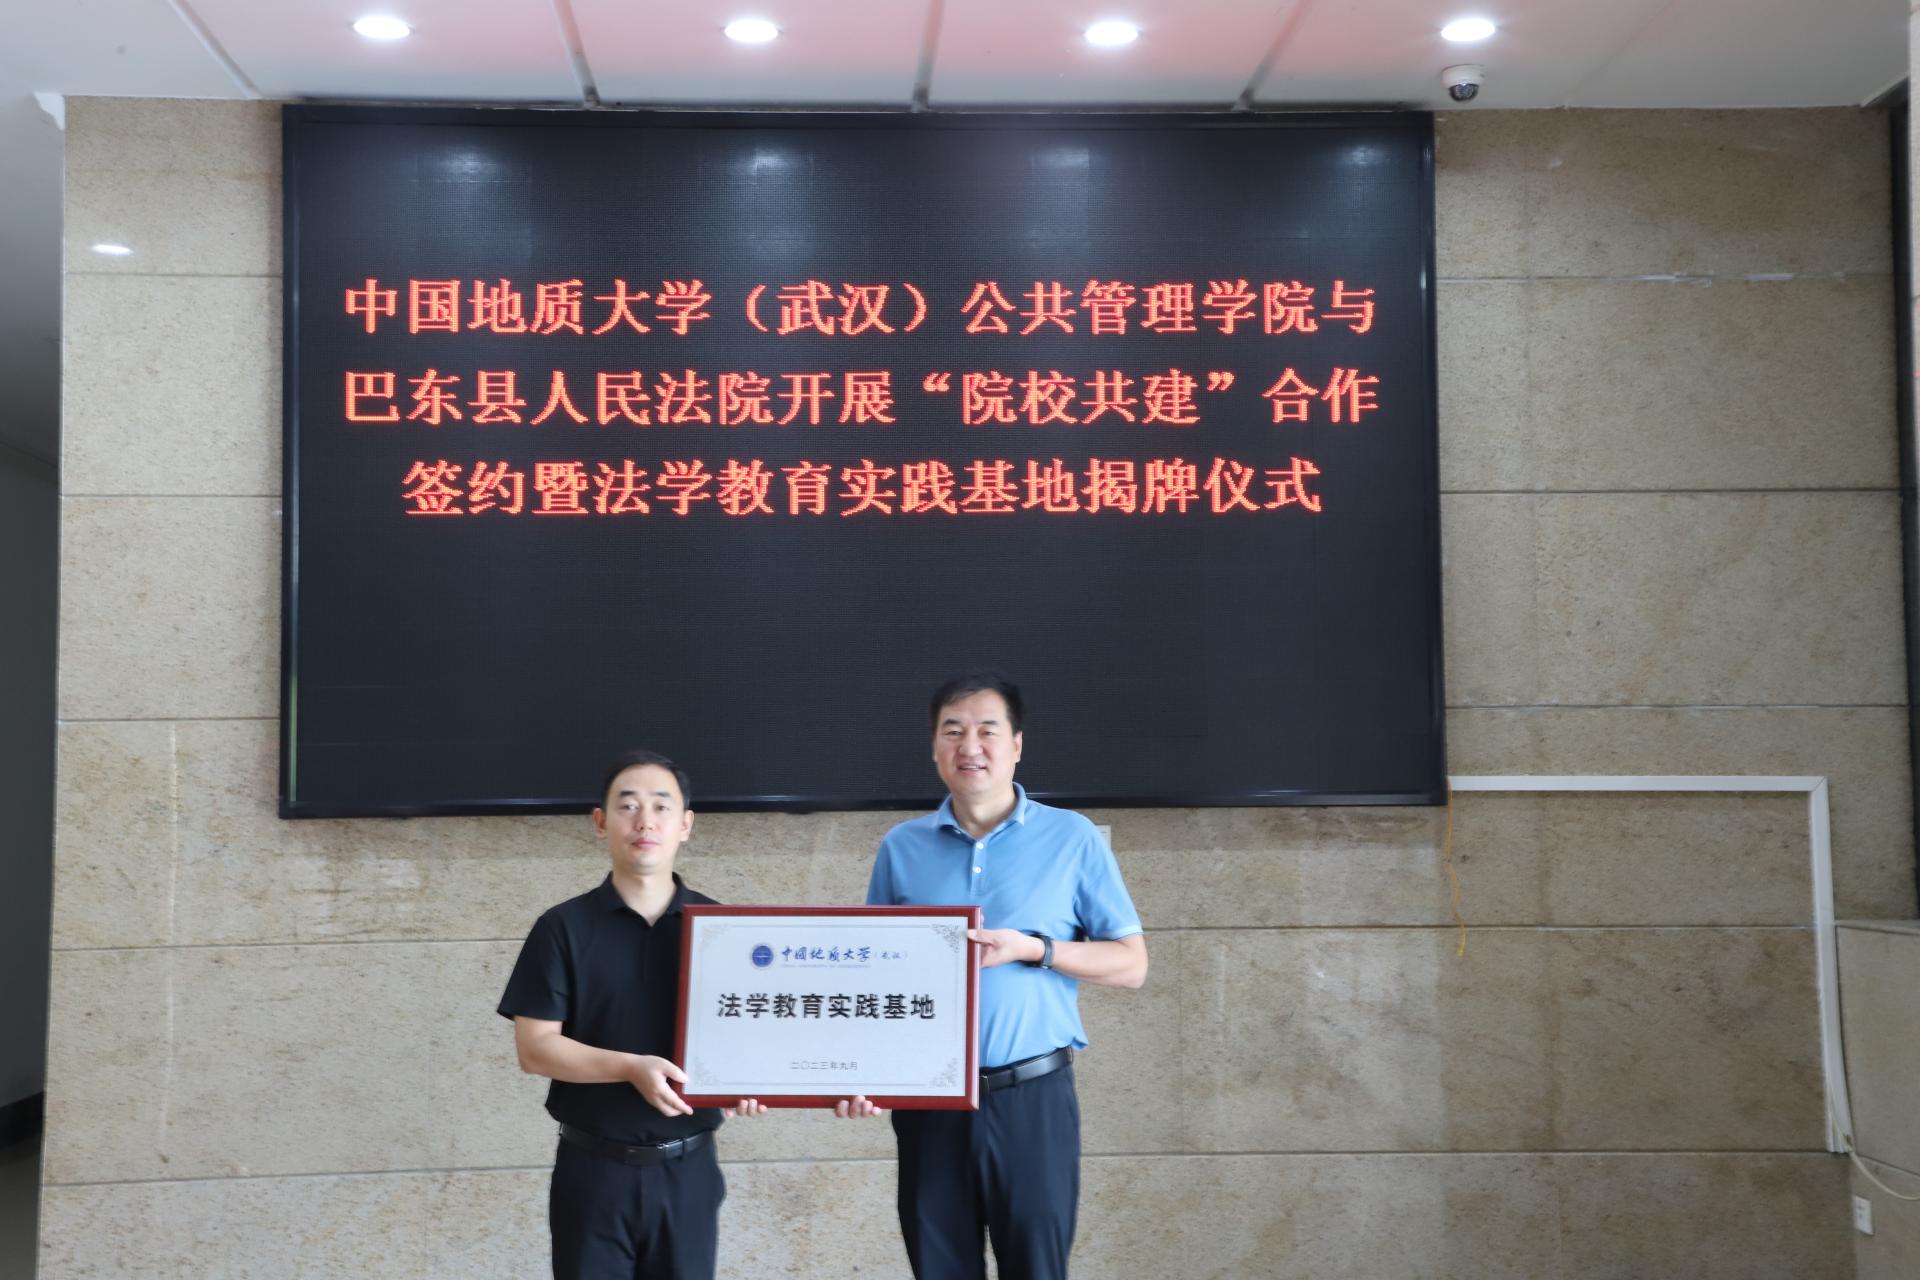 中国地质大学（武汉）公共管理学院与
巴东县人民法院开展“院校共建”合作
签约暨法学教育实践基地揭牌仪式
中国地质大学（武汉）
法学教育实践基地
二〇二三年九月